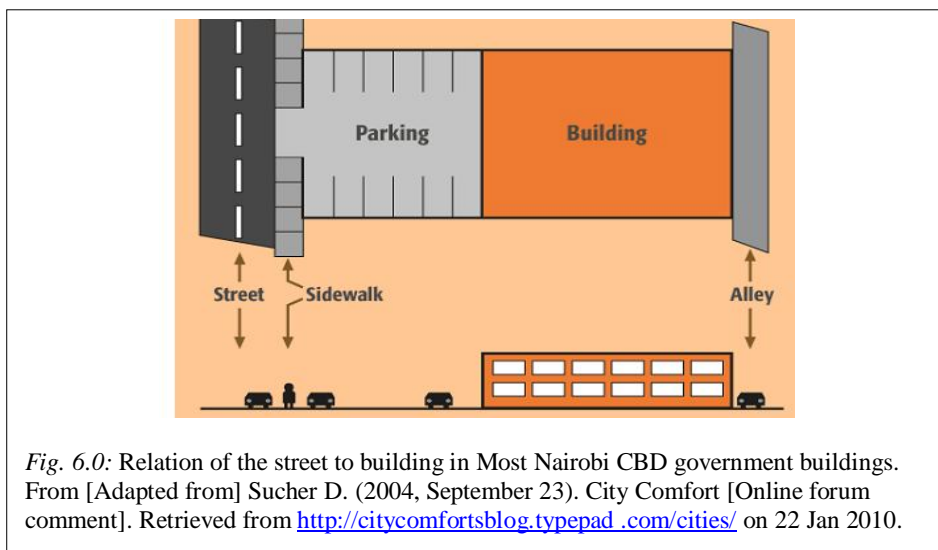 Parking
Building
Street
Sidewalk
Alley
Fig. 6.0: Relation of the street to building in Most Nairobi CBD government buildings.
From [Adapted from] Sucher D. (2004, September 23). City Comfort [Online forum
comment]. Retrieved from http://citycomfortsblog.typepad .com/cities/ on 22 Jan 2010.